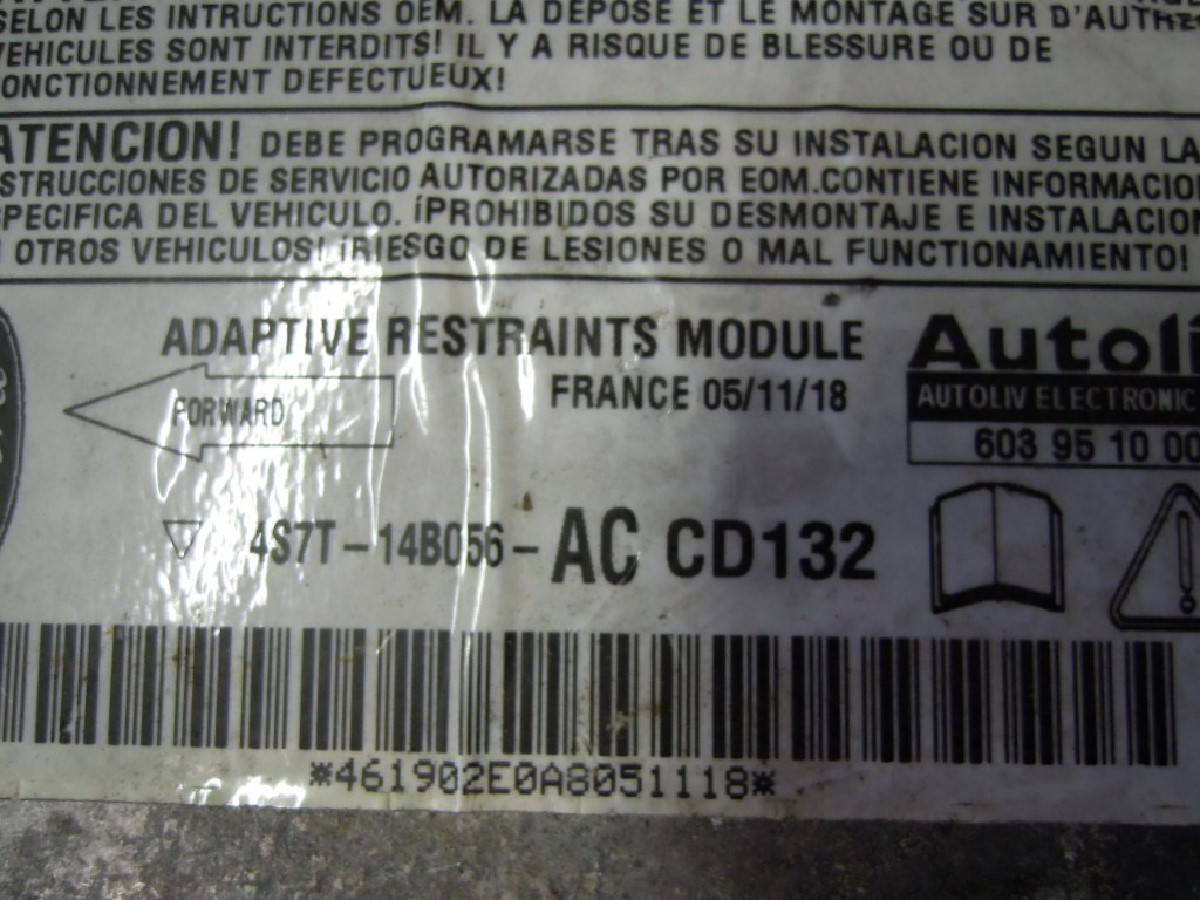 SELON LES INTRUCTIONS OEM. LA DEPOSE ET LE MONTAGE SUR D'AUTRE
VEHICULES SONT INTERDITS! IL Y A RISQUE DE BLESSURE OU DE
ONCTIONNEMENT DEFECTUEUX!
ATENCION! DEBE PROGRAMARSE TRAS SU INSTALACION SEGUN LA
STRUCCIONES DE SERVICIO AUTORIZADAS POR EOM.CONTIENE INFORMACIO
SPECIFICA DEL VEHICULO. ¡PROHIBIDOS SU DESMONTAJE E INSTALACIO
OTROS VEHICULOS! ¡RIESGO DE LESIONES O MAL FUNCTIONAMIENTO!
ADAPTIVE RESTRAINTS MODULE
Autoli
FORWARD
FRANCE 05/11/18
AUTOLIV ELECTRONIC
603 95 10 00
4S7T-14B056-AC CD132
*461902E0A8051118*